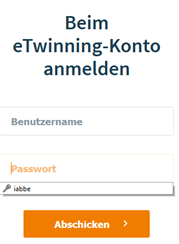 Beim
eTwinning-Konto
anmelden
Benutzername
Passwort
iabbe
Abschicken